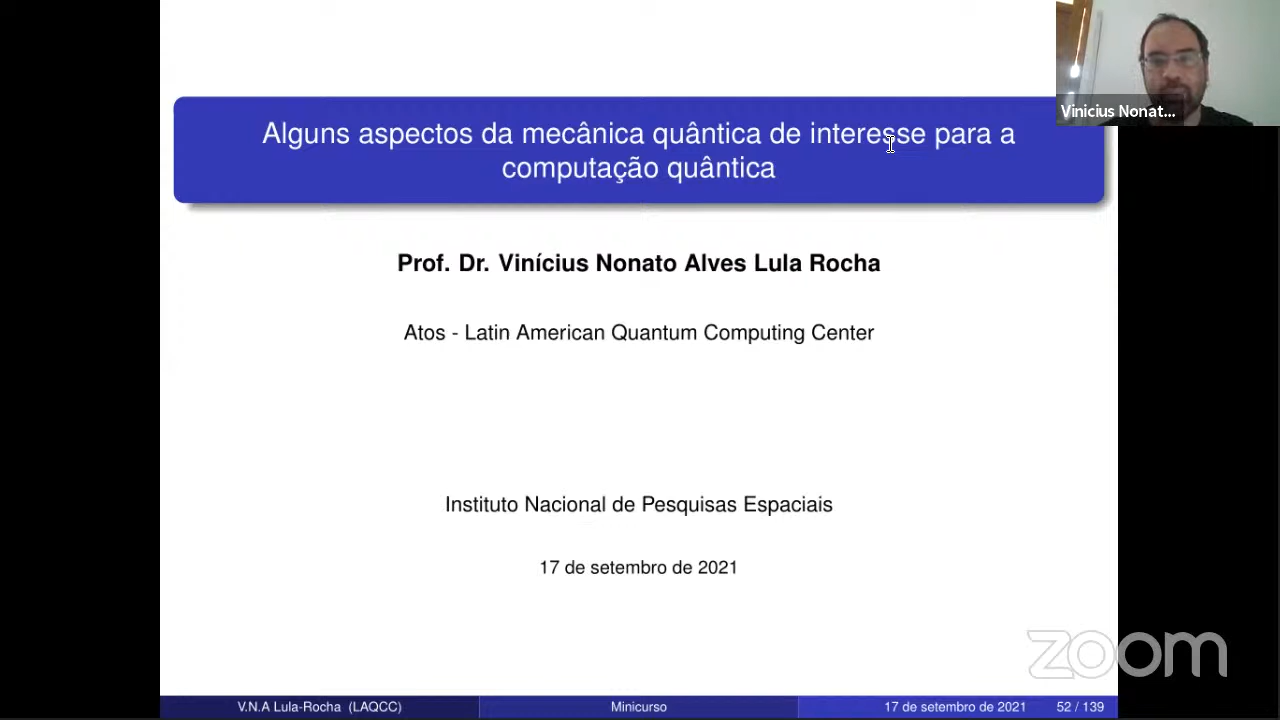 Alguns aspectos da mecânica quântica de interesse para a
computação quântica
Vinicius Nonat...
Prof. Dr. Vinícius Nonato Alves Lula Rocha
Atos - Latin American Quantum Computing Center
Instituto Nacional de Pesquisas Espaciais
17 de setembro de 2021
zoom
V.N.A Lula-Rocha (LAQCC) Minicurso 17 de setembro de 2021 52 / 139